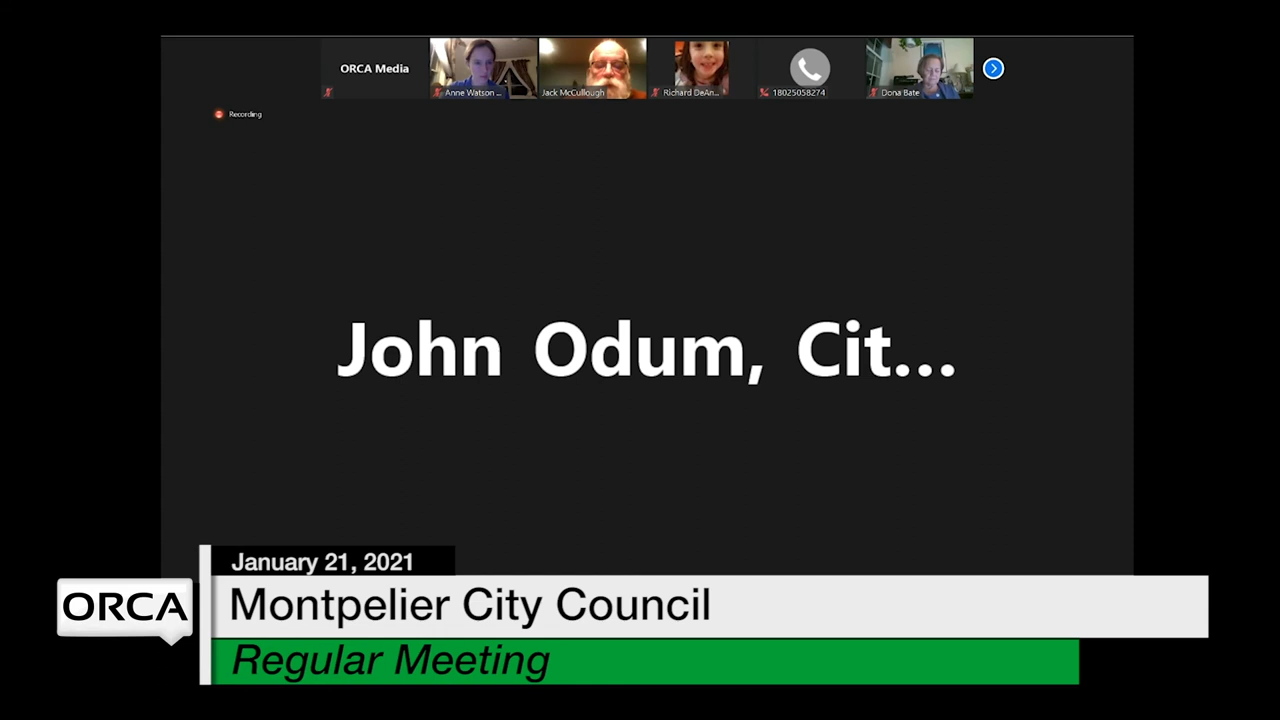 ORCA Media
Anne Watson ...
Jack McCullough
Richard DeAn...
18025058274
Dona Bate
Recording
John Odum, Cit...
January 21, 2021
ORCA
Montpelier City Council
Regular Meeting